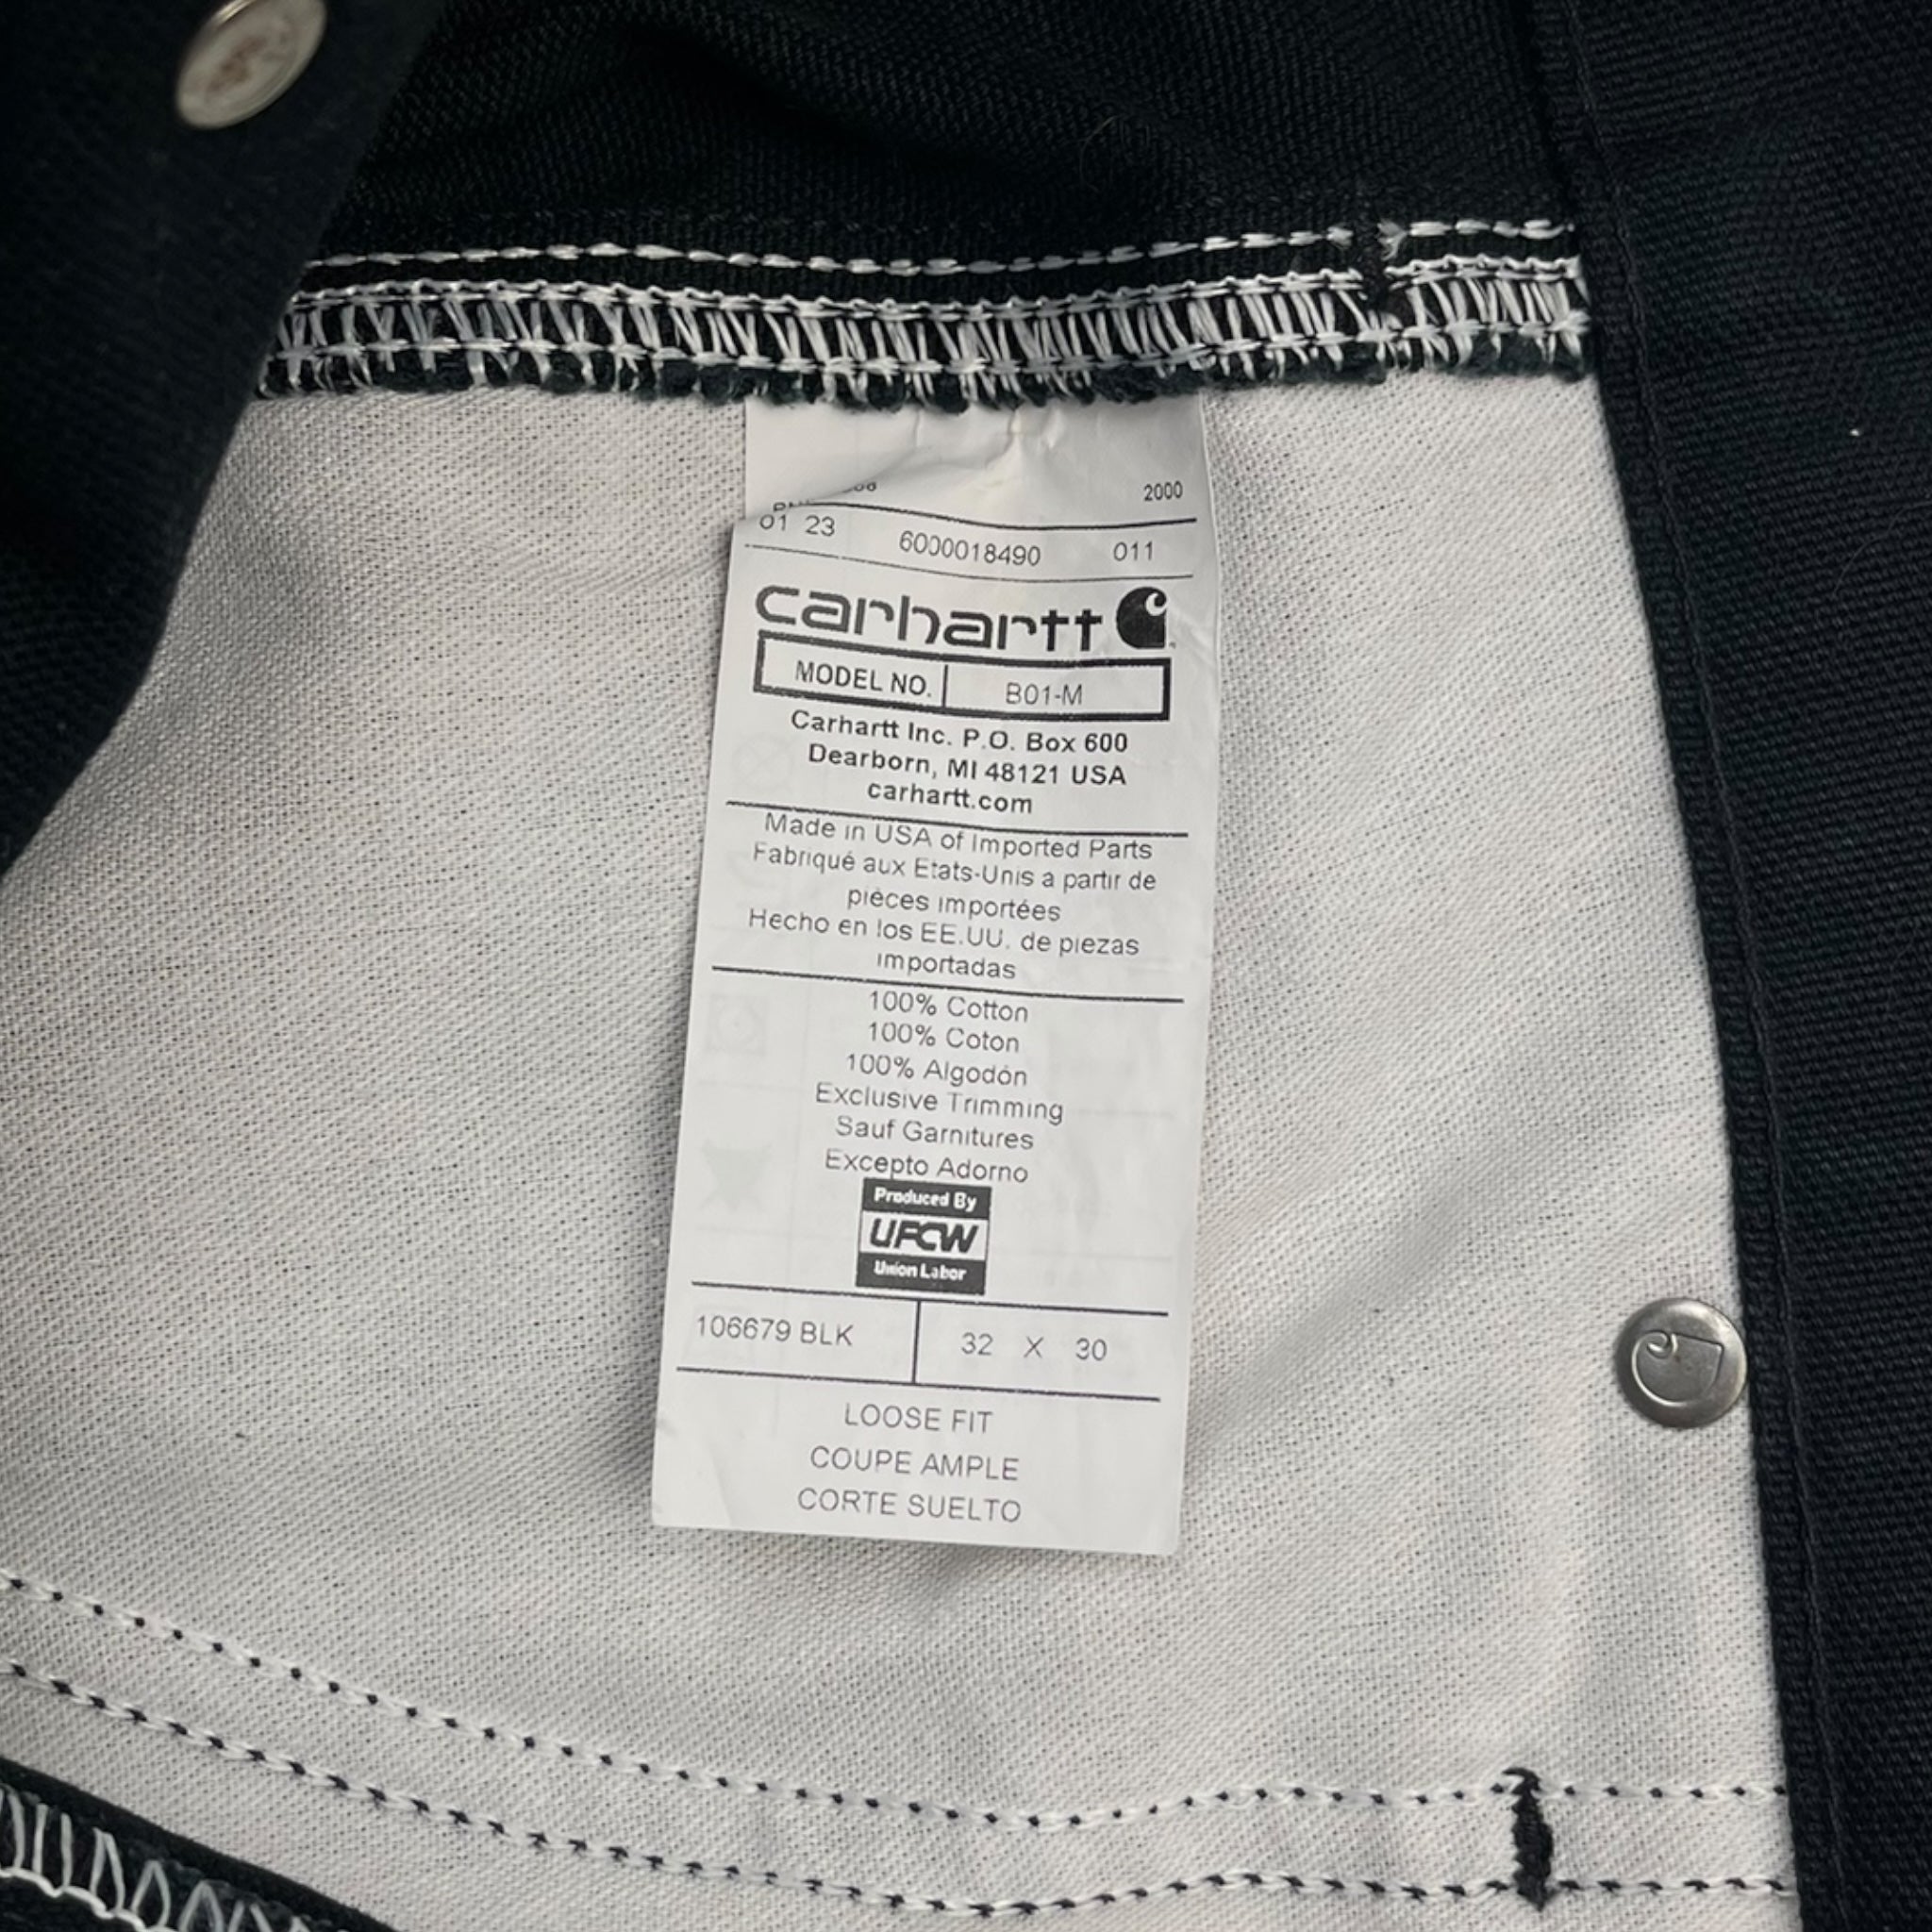 2000
01 23 6000018490 011
carhartt
MODEL NO. B01-M
Carhartt Inc. P.O. Box 600
Dearborn, MI 48121 USA
carhartt.com
Made in USA of Imported Parts
Fabriqué aux Etats-Unis a partir de
pièces importées
Hecho en los EE.UU. de piezas
importadas
100% Cotton
100% Coton
100% Algodón
Exclusive Trimming
Sauf Garnitures
Excepto Adorno
Produced By
UFCW
Union Labor
106679 BLK 32 X 30
LOOSE FIT
COUPE AMPLE
CORTE SUELTO